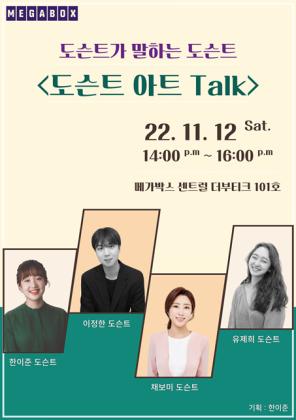 MEGABOX
도슨트가 말하는 도슨트
<도슨트 아트 Talk>
22. 11. 12 Sat.
14:00 p.m ~ 16:00 p.m
메가박스 센트럴 더부티크 101호
이정한 도슨트
유제희 도슨트
한이준 도슨트
채보미 도슨트
기획 : 한이준